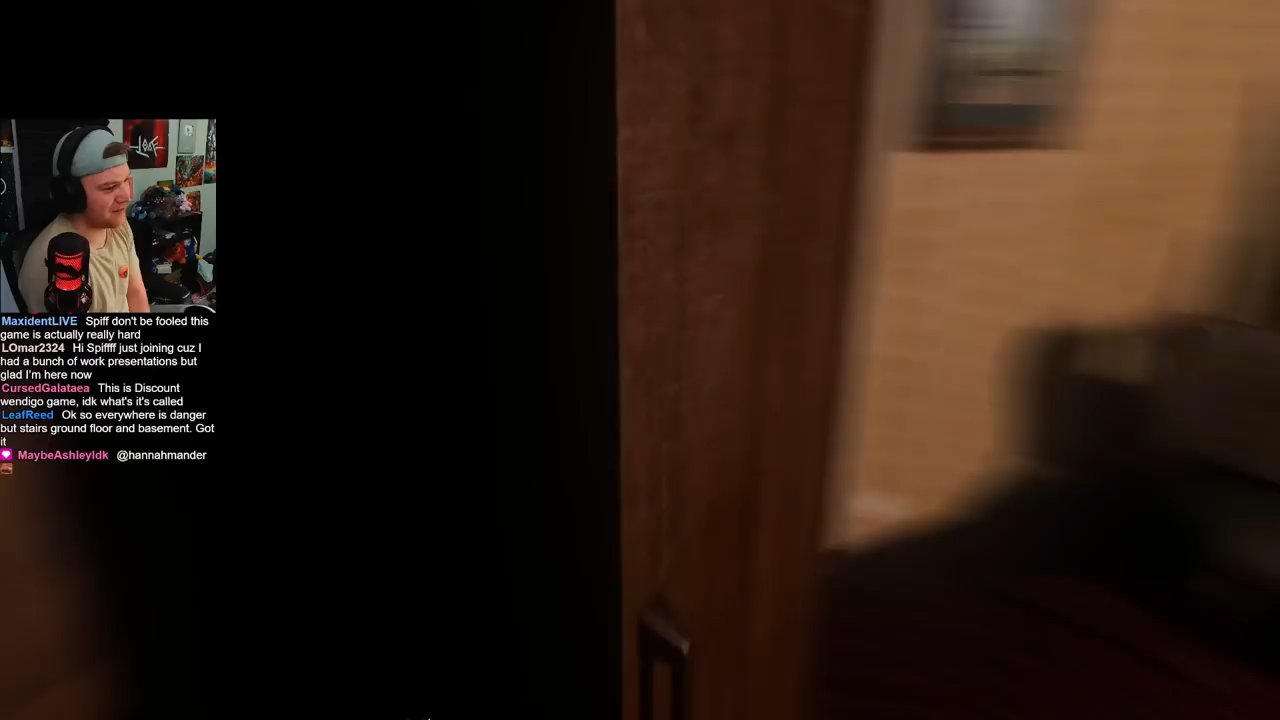 LOAF
MaxidentLIVE Spiff don't be fooled this
game is actually really hard
LOmar2324 Hi Spiffff just joining cuz I
had a bunch of work presentations but
glad I'm here now
CursedGalataea This is Discount
wendigo game, idk what's it's called
LeafReed Ok so everywhere is danger
but stairs ground floor and basement. Got
it
MaybeAshleyIdk @hannahmander